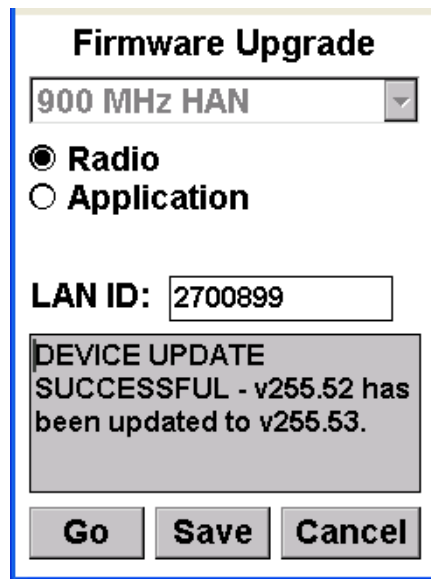 Firmware Upgrade
900 MHz HAN
Radio
Application
LAN ID: 2700899
DEVICE UPDATE
SUCCESSFUL - v255.52 has
been updated to v255.53.
Go Save Cancel